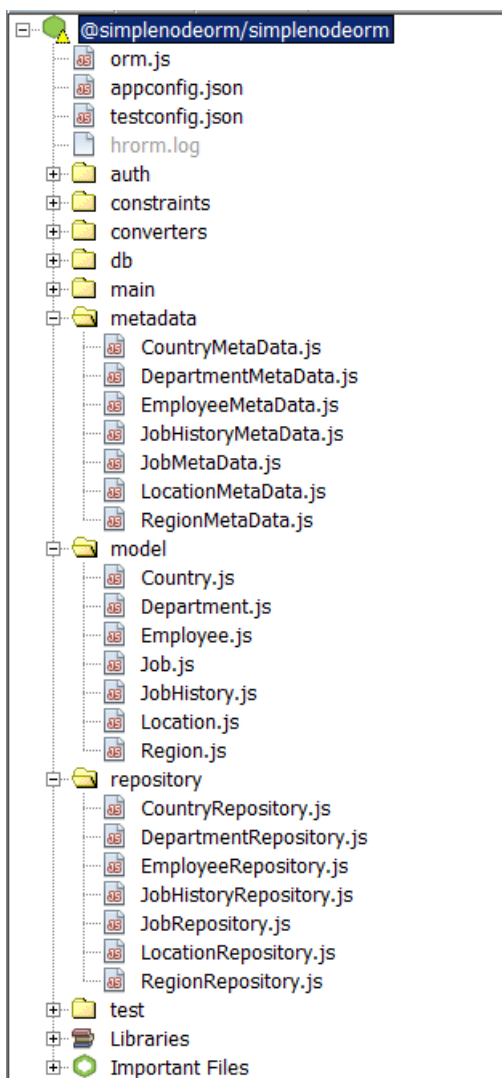 @simplenodeorm/simplenodeorm
orm.js
appconfig.json
testconfig.json
hrorm.log
auth
constraints
converters
db
main
metadata
CountryMetaData.js
DepartmentMetaData.js
EmployeeMetaData.js
JobHistoryMetaData.js
JobMetaData.js
LocationMetaData.js
RegionMetaData.js
model
Country.js
Department.js
Employee.js
Job.js
JobHistory.js
Location.js
Region.js
repository
CountryRepository.js
DepartmentRepository.js
EmployeeRepository.js
JobHistoryRepository.js
JobRepository.js
LocationRepository.js
RegionRepository.js
test
Libraries
Important Files